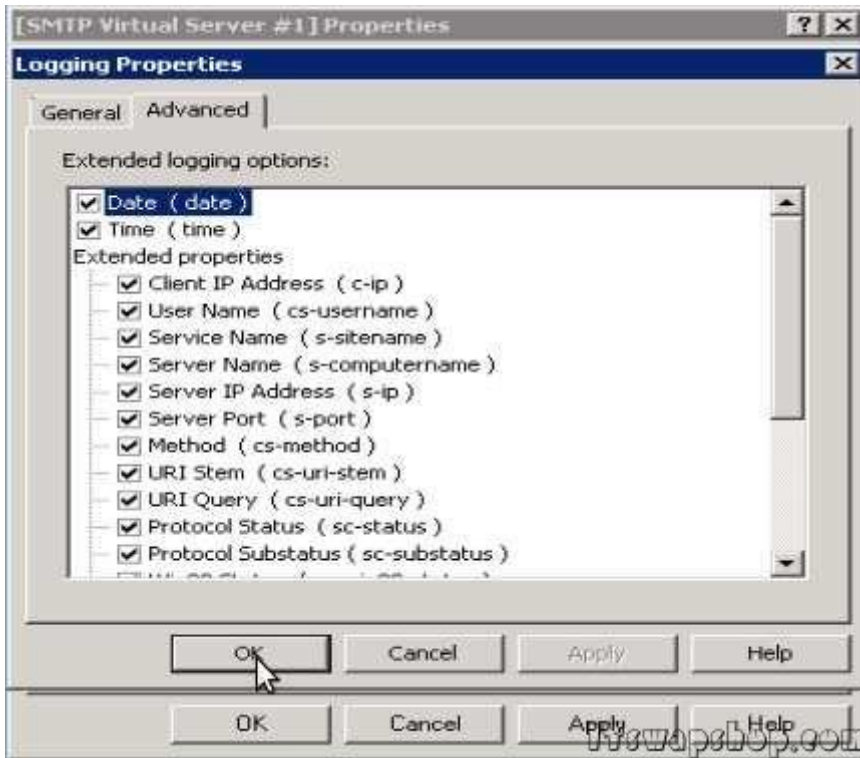 [SMTP Virtual Server #1] Properties
Logging Properties
General Advanced
Extended logging options:
Date ( date )
Time ( time )
Extended properties
Client IP Address ( c-ip )
User Name ( cs-username )
Service Name ( s-sitename )
Server Name ( s-computername )
Server IP Address ( s-ip )
Server Port ( s-port )
Method ( cs-method )
URI Stem ( cs-uri-stem )
URI Query ( cs-uri-query )
Protocol Status ( sc-status )
Protocol Substatus ( sc-substatus )
OK Cancel Apply Help
OK Cancel Apply Help